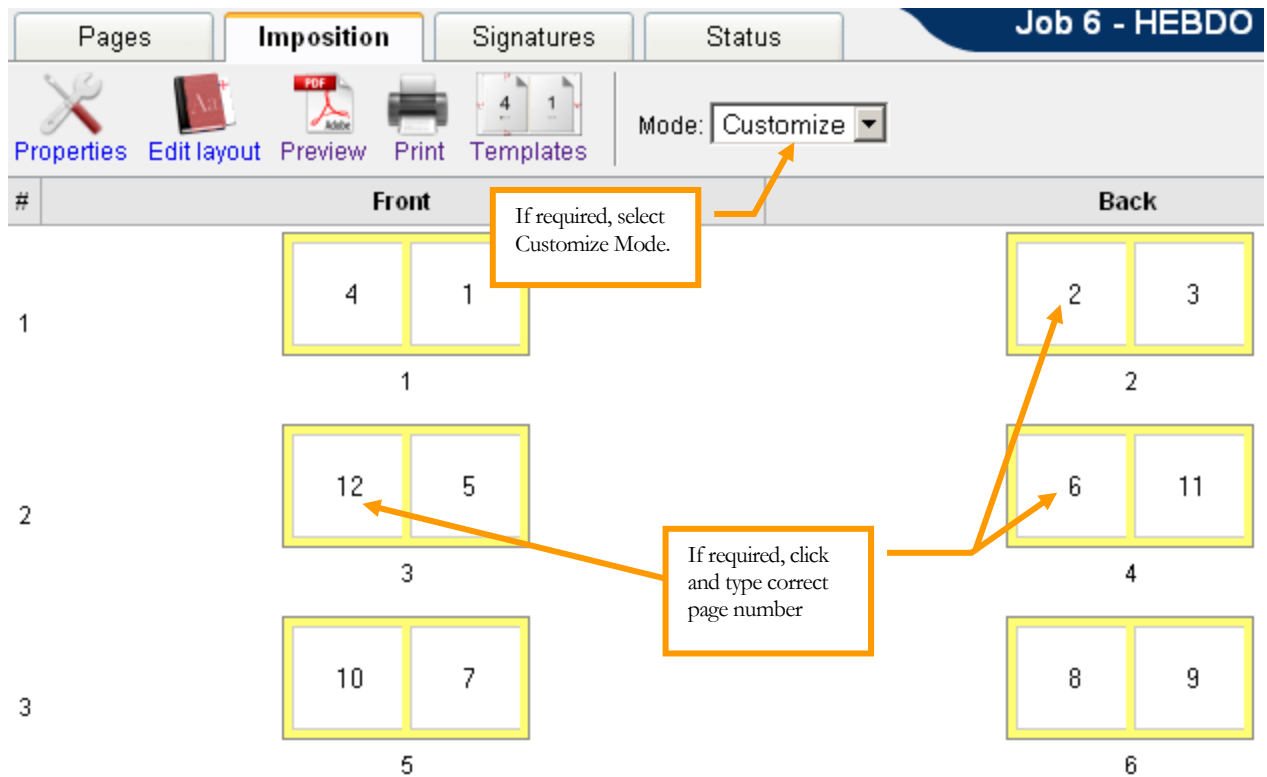 Pages Imposition Signatures Status Job 6 - HEBDO
PDF
Aa
Adobe
4 1
Properties Edit layout Preview Print Templates Mode: Customize
# Front Back
If required, select
Customize Mode.
4 1 2 3
1
1 2
12 5 6 11
2
3 4
If required, click
and type correct
page number
10 7 8 9
3
5 6